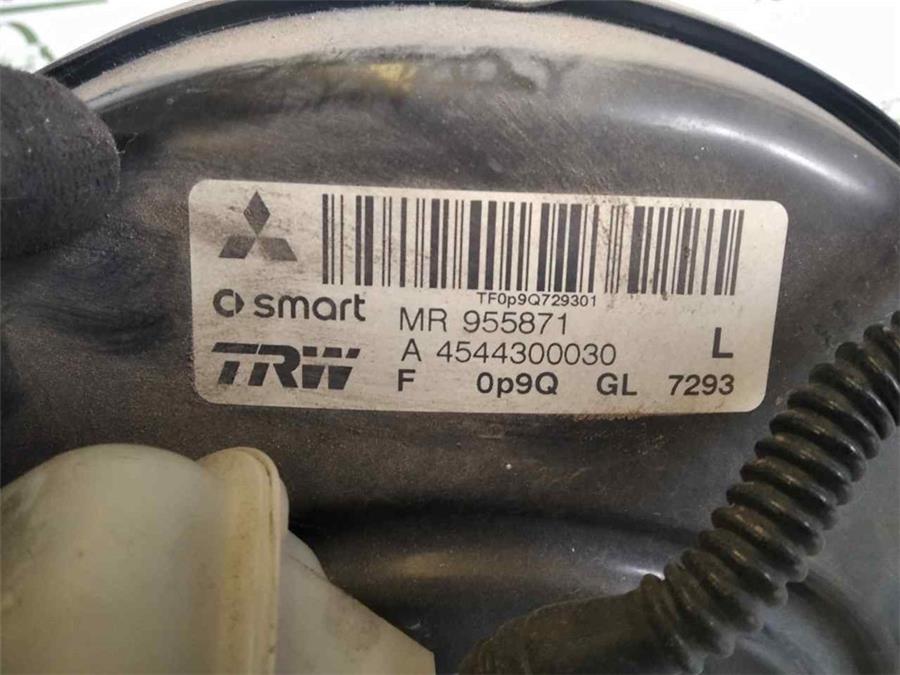 TF0p9Q729301
smart
MR 955871
A 4544300030
L
TRW
F 0p9Q GL 7293